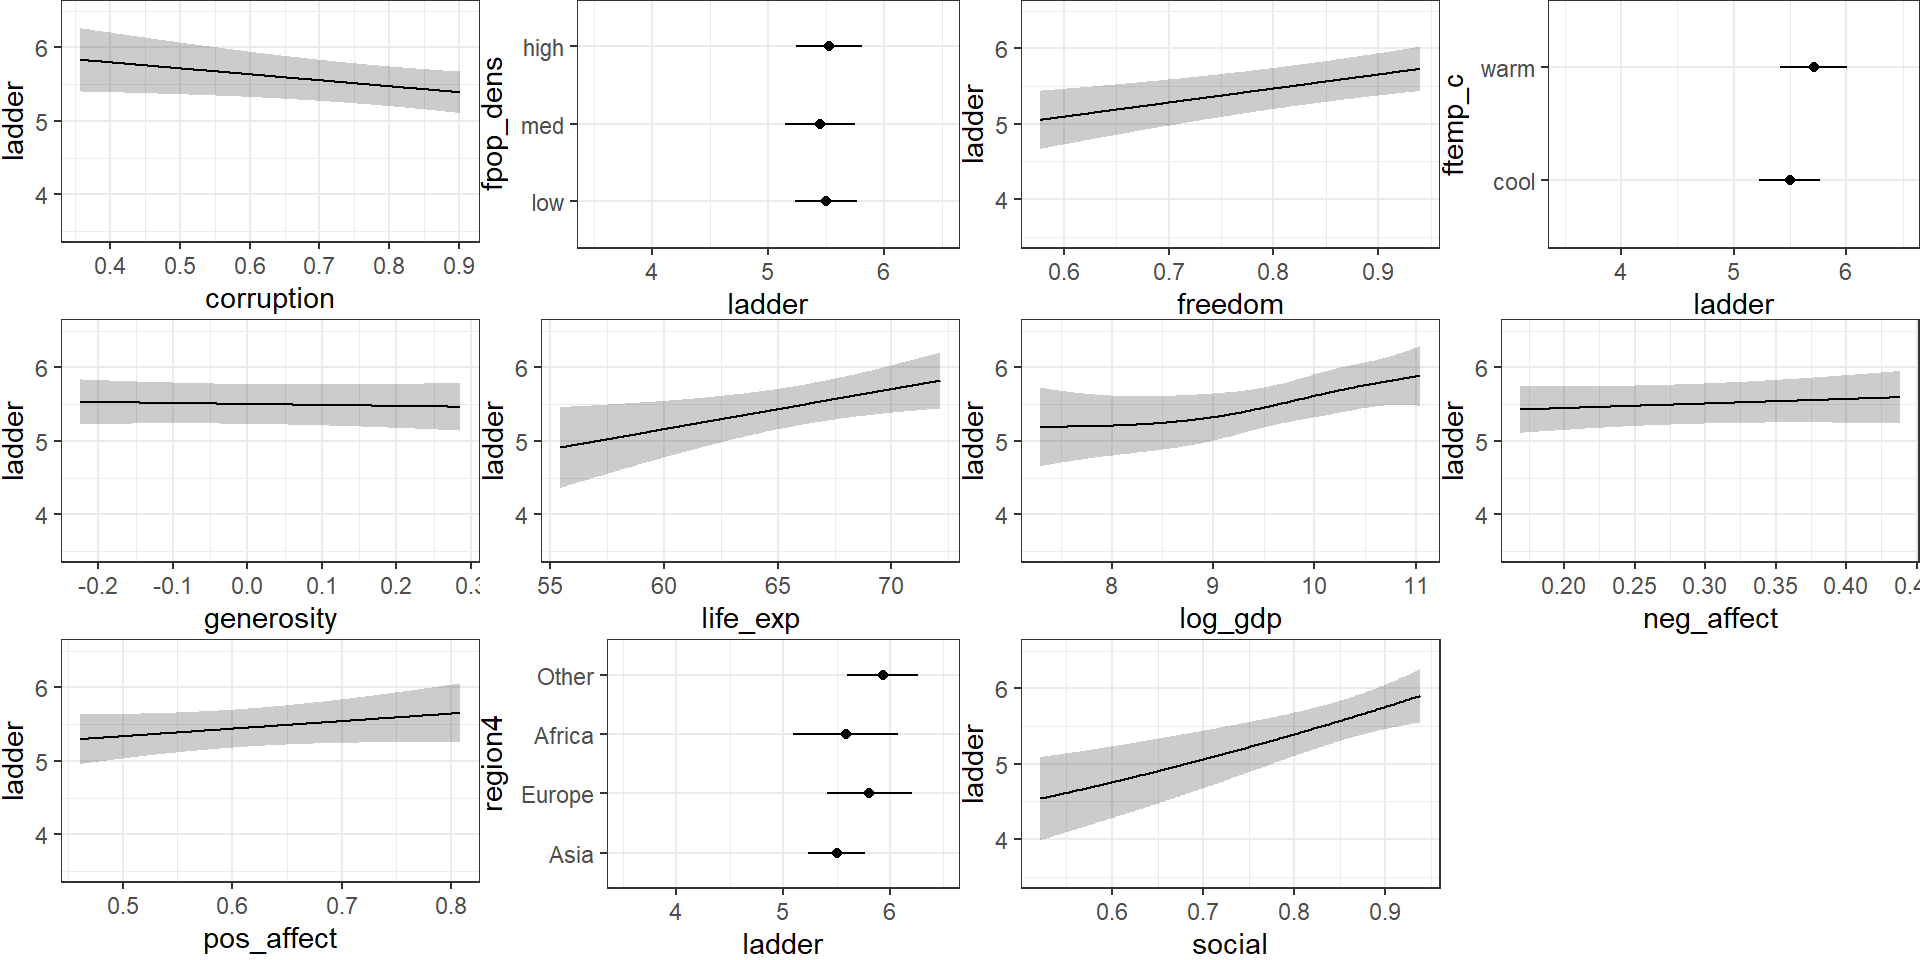 ladder
6
5
4
0.4 0.5 0.6 0.7 0.8 0.9
corruption
fpop_dens
high
med
low
4 5 6
ladder
ladder
6
5
4
0.6 0.7 0.8 0.9
freedom
ftemp_c
warm
cool
4 5 6
ladder
ladder
6
5
4
-0.2 -0.1 0.0 0.1 0.2
generosity
ladder
6
5
4
55 60 65 70
life_exp
ladder
6
5
4
8 9 10 11
log_gdp
ladder
6
5
4
0.20 0.25 0.30 0.35 0.40
neg_affect
ladder
6
5
4
0.5 0.6 0.7 0.8
pos_affect
region4
Other
Africa
Europe
Asia
4 5 6
ladder
ladder
6
5
4
0.6 0.7 0.8 0.9
social